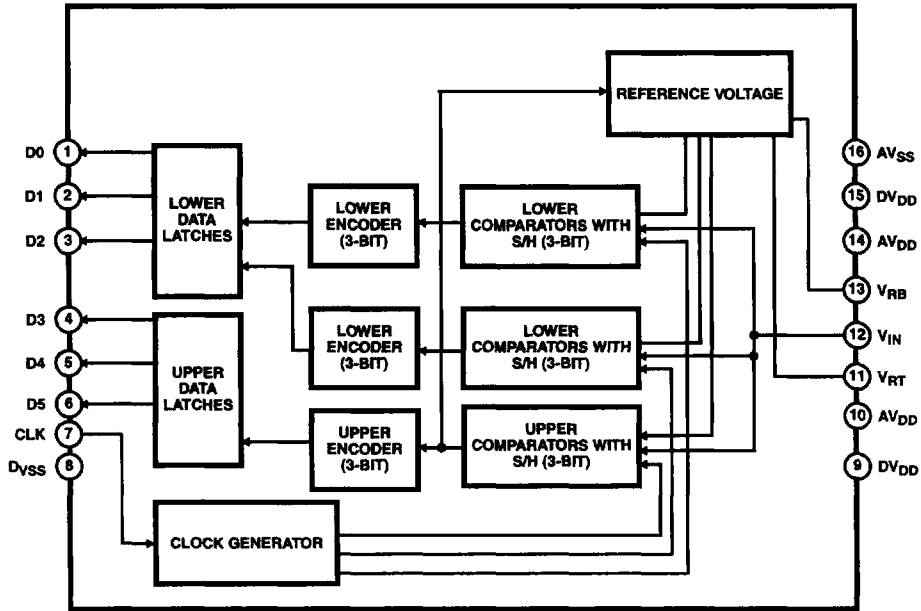 REFERENCE VOLTAGE
D0
1
D1
2
D2
3
D3
4
D4
5
D5
6
CLK
7
DVSS
8
LOWER
DATA
LATCHES
UPPER
DATA
LATCHES
LOWER
ENCODER
(3-BIT)
LOWER
ENCODER
(3-BIT)
UPPER
ENCODER
(3-BIT)
LOWER
COMPARATORS WITH
S/H (3-BIT)
LOWER
COMPARATORS WITH
S/H (3-BIT)
UPPER
COMPARATORS WITH
S/H (3-BIT)
CLOCK GENERATOR
16
AVSS
15
DVDD
14
AVDD
13
VRB
12
VIN
11
VRT
10
AVDD
9
DVDD